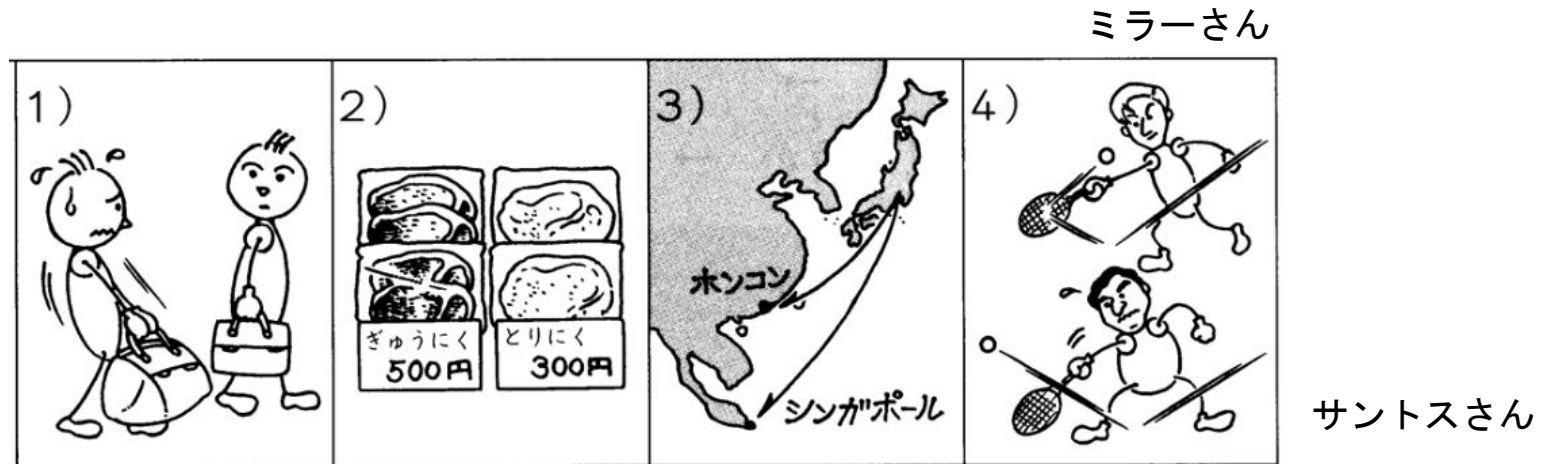 ミラーさん
1)
2)
3)
4)
ぎゅうにく
500円
とりにく
300円
ホンコン
シンガポール
サントスさん